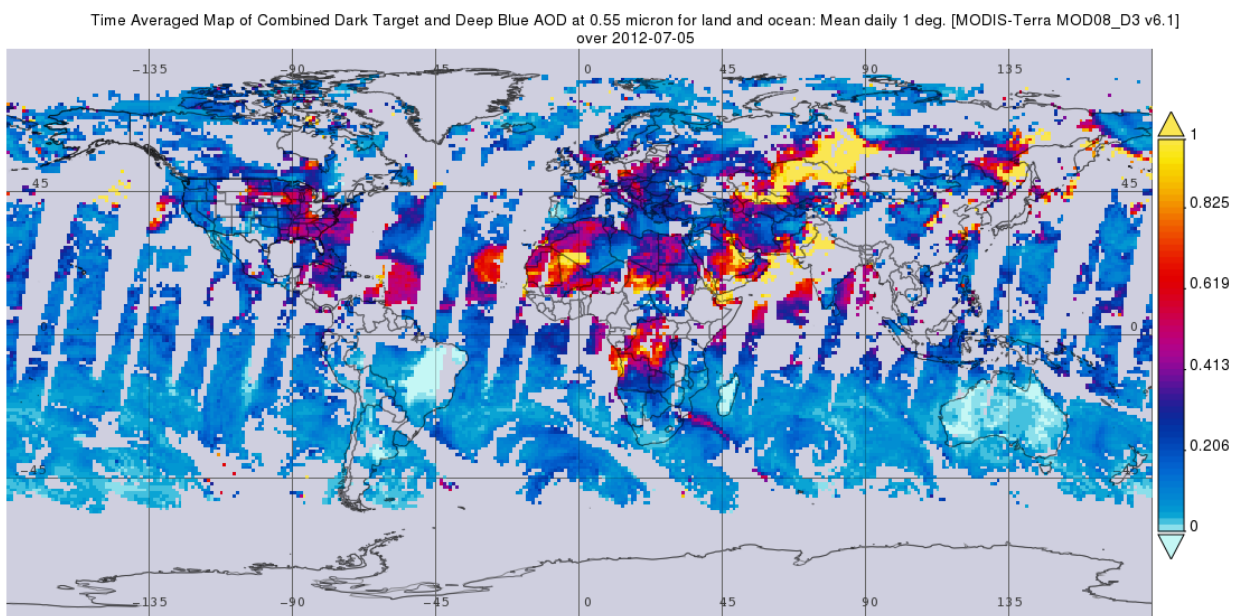 Time Averaged Map of Combined Dark Target and Deep Blue AOD at 0.55 micron for land and ocean: Mean daily 1 deg. [MODIS-Terra MOD08_D3 v6.1]
over 2012-07-05
-135 -90 -45 0 45 90 135
1
45 45
0.825
0.619
0 0
0.413
0.206
-45 -45
0
-135 -90 -45 0 45 90 135